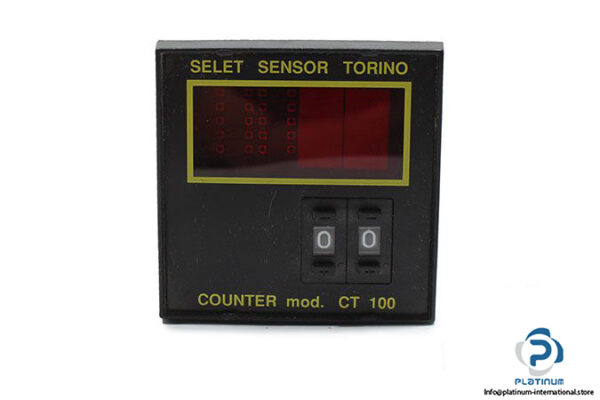 SELET SENSOR TORINO
0 0
COUNTER mod. CT 100
PLATINUM
Info@platinum-international.store